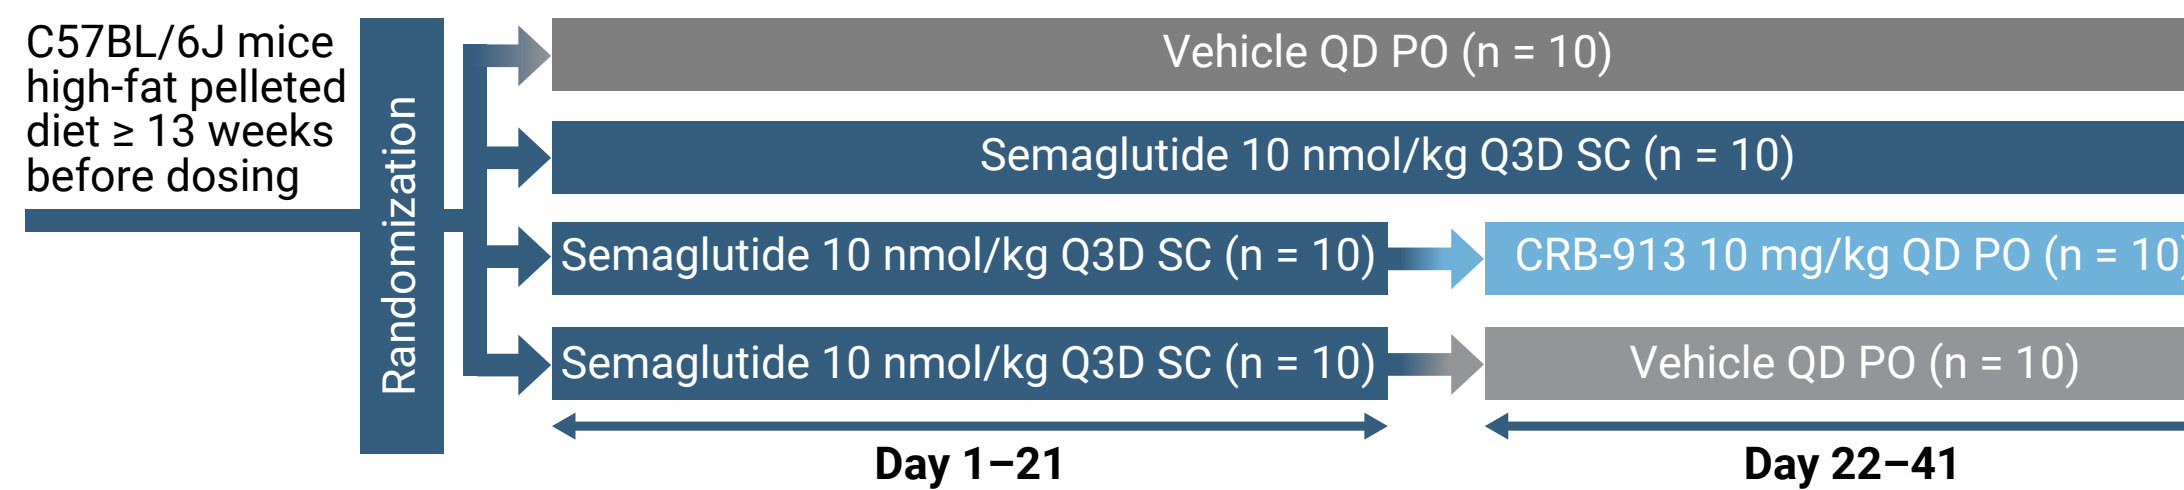 C57BL/6J mice
high-fat pelleted
diet ≥ 13 weeks
before dosing
Randomization
Vehicle QD PO (n = 10)
Semaglutide 10 nmol/kg Q3D SC (n = 10)
Semaglutide 10 nmol/kg Q3D SC (n = 10)
CRB-913 10 mg/kg QD PO (n = 10)
Semaglutide 10 nmol/kg Q3D SC (n = 10)
Vehicle QD PO (n = 10)
Day 1–21
Day 22–41